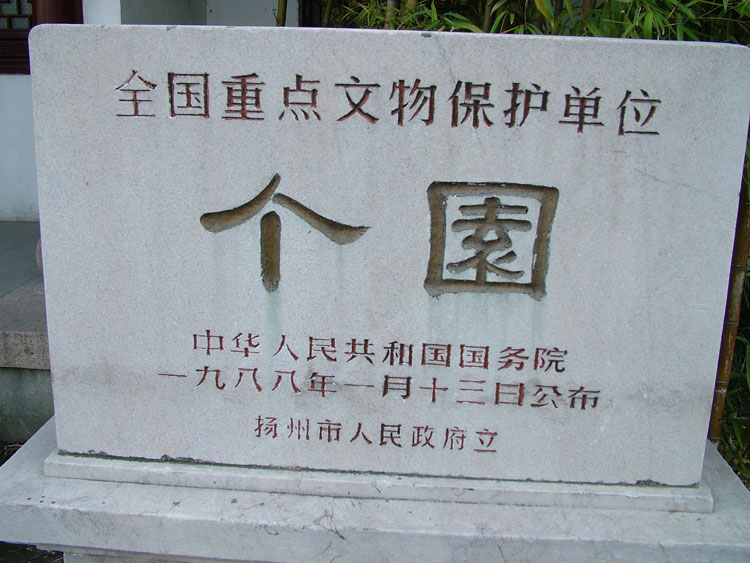 全国重点文物保护单位
个園
中华人民共和国国务院
一九八八年一月十三日公布
扬州市人民政府立